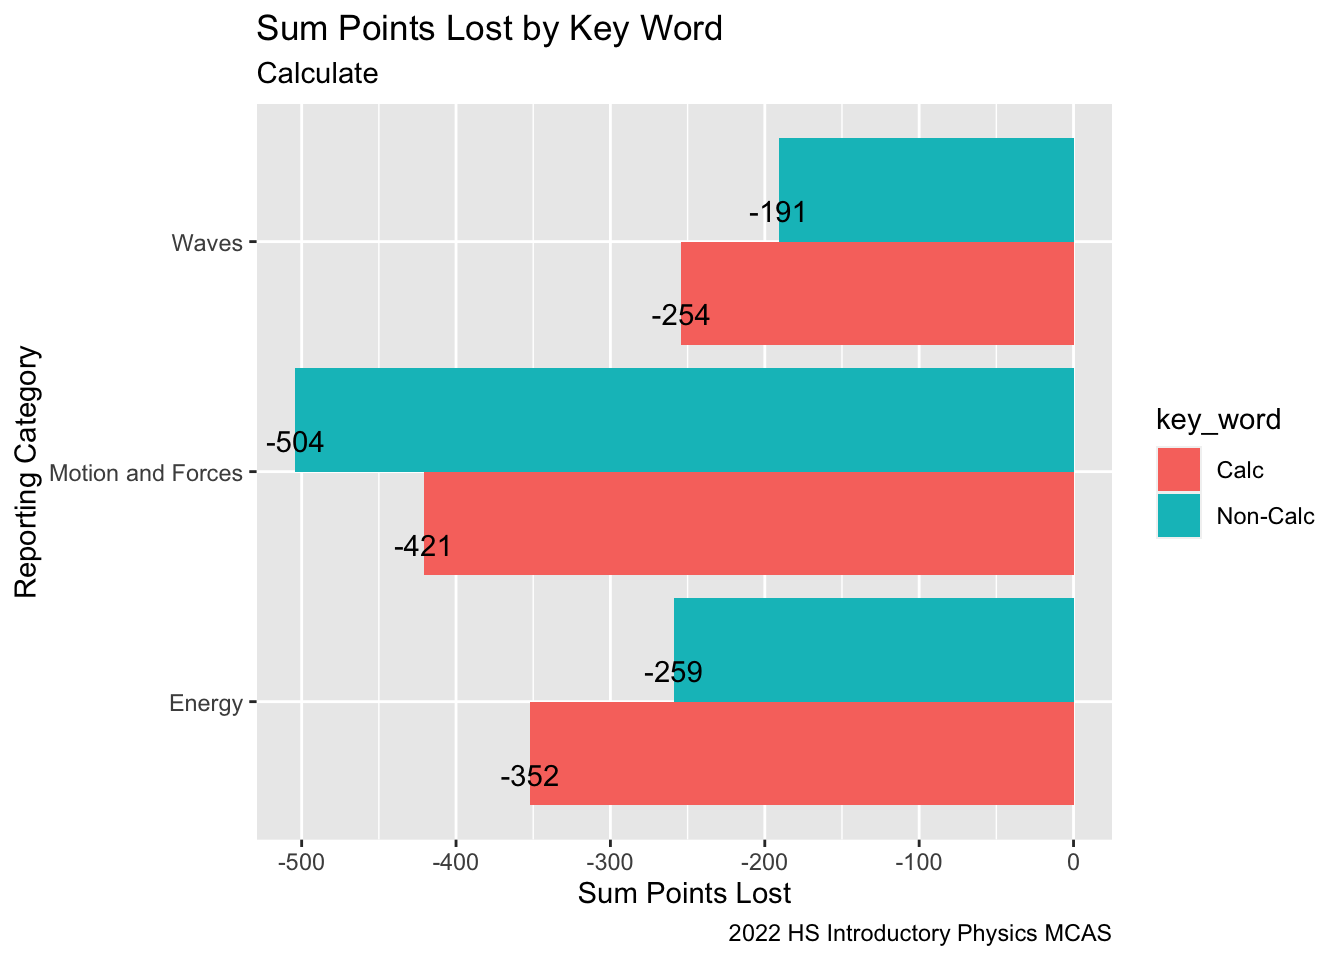 Sum Points Lost by Key Word
Calculate
Reporting Category
Waves
-191
-254
Motion and Forces
-504
-421
Energy
-259
-352
-500 -400 -300 -200 -100 0
Sum Points Lost
2022 HS Introductory Physics MCAS
key_word
Calc
Non-Calc